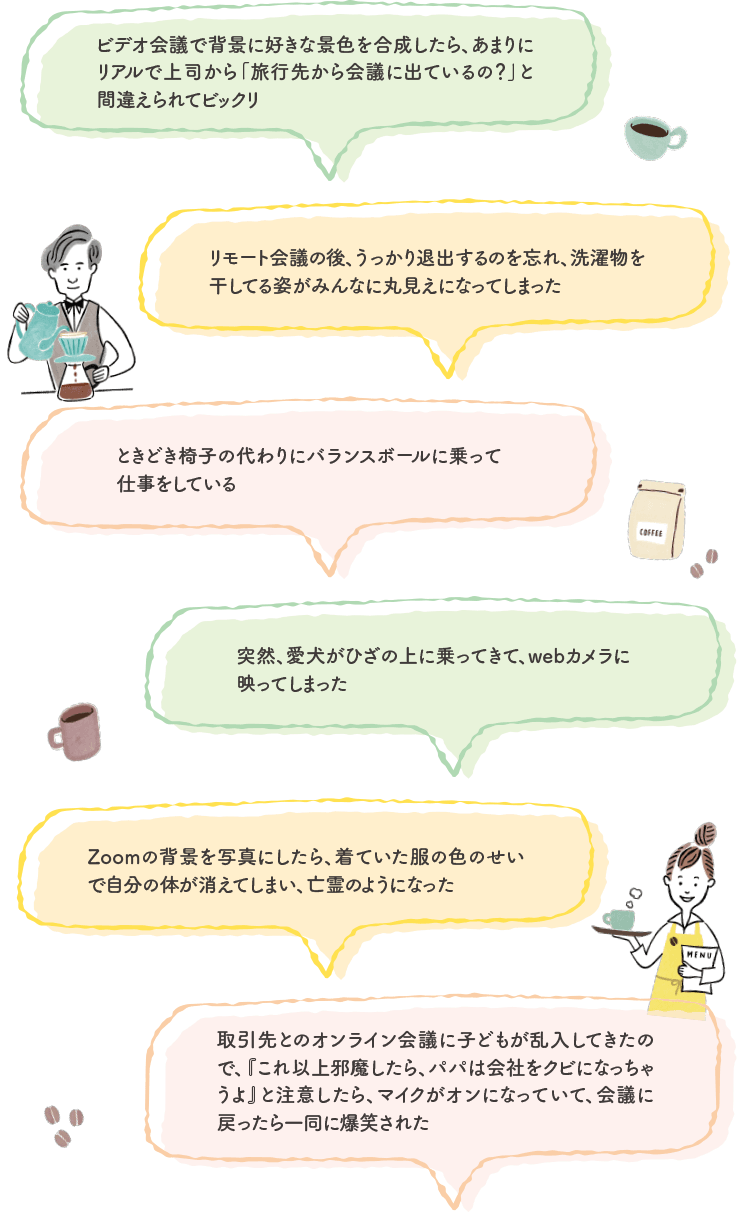 ビデオ会議で背景に好きな景色を合成したら、あまりに
リアルで上司から「旅行先から会議に出ているの？」と
間違えられてビックリ
リモート会議の後、うっかり退出するのを忘れ、洗濯物を
干してる姿がみんなに丸見えになってしまった
ときどき椅子の代わりにバランスボールに乗って
仕事をしている
COFFEE
突然、愛犬がひざの上に乗ってきて、webカメラに
映ってしまった
Zoomの背景を写真にしたら、着ていた服の色のせい
で自分の体が消えてしまい、亡霊のようになった
MENU
取引先とのオンライン会議に子どもが乱入してきたの
で、『これ以上邪魔したら、パパは会社をクビになっちゃ
うよ』と注意したら、マイクがオンになっていて、会議に
戻ったら一同に爆笑された